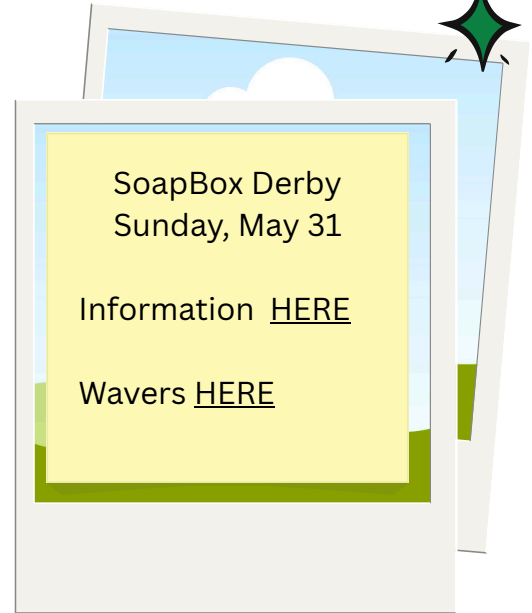 SoapBox Derby
Sunday, May 31
Information HERE
Wavers HERE